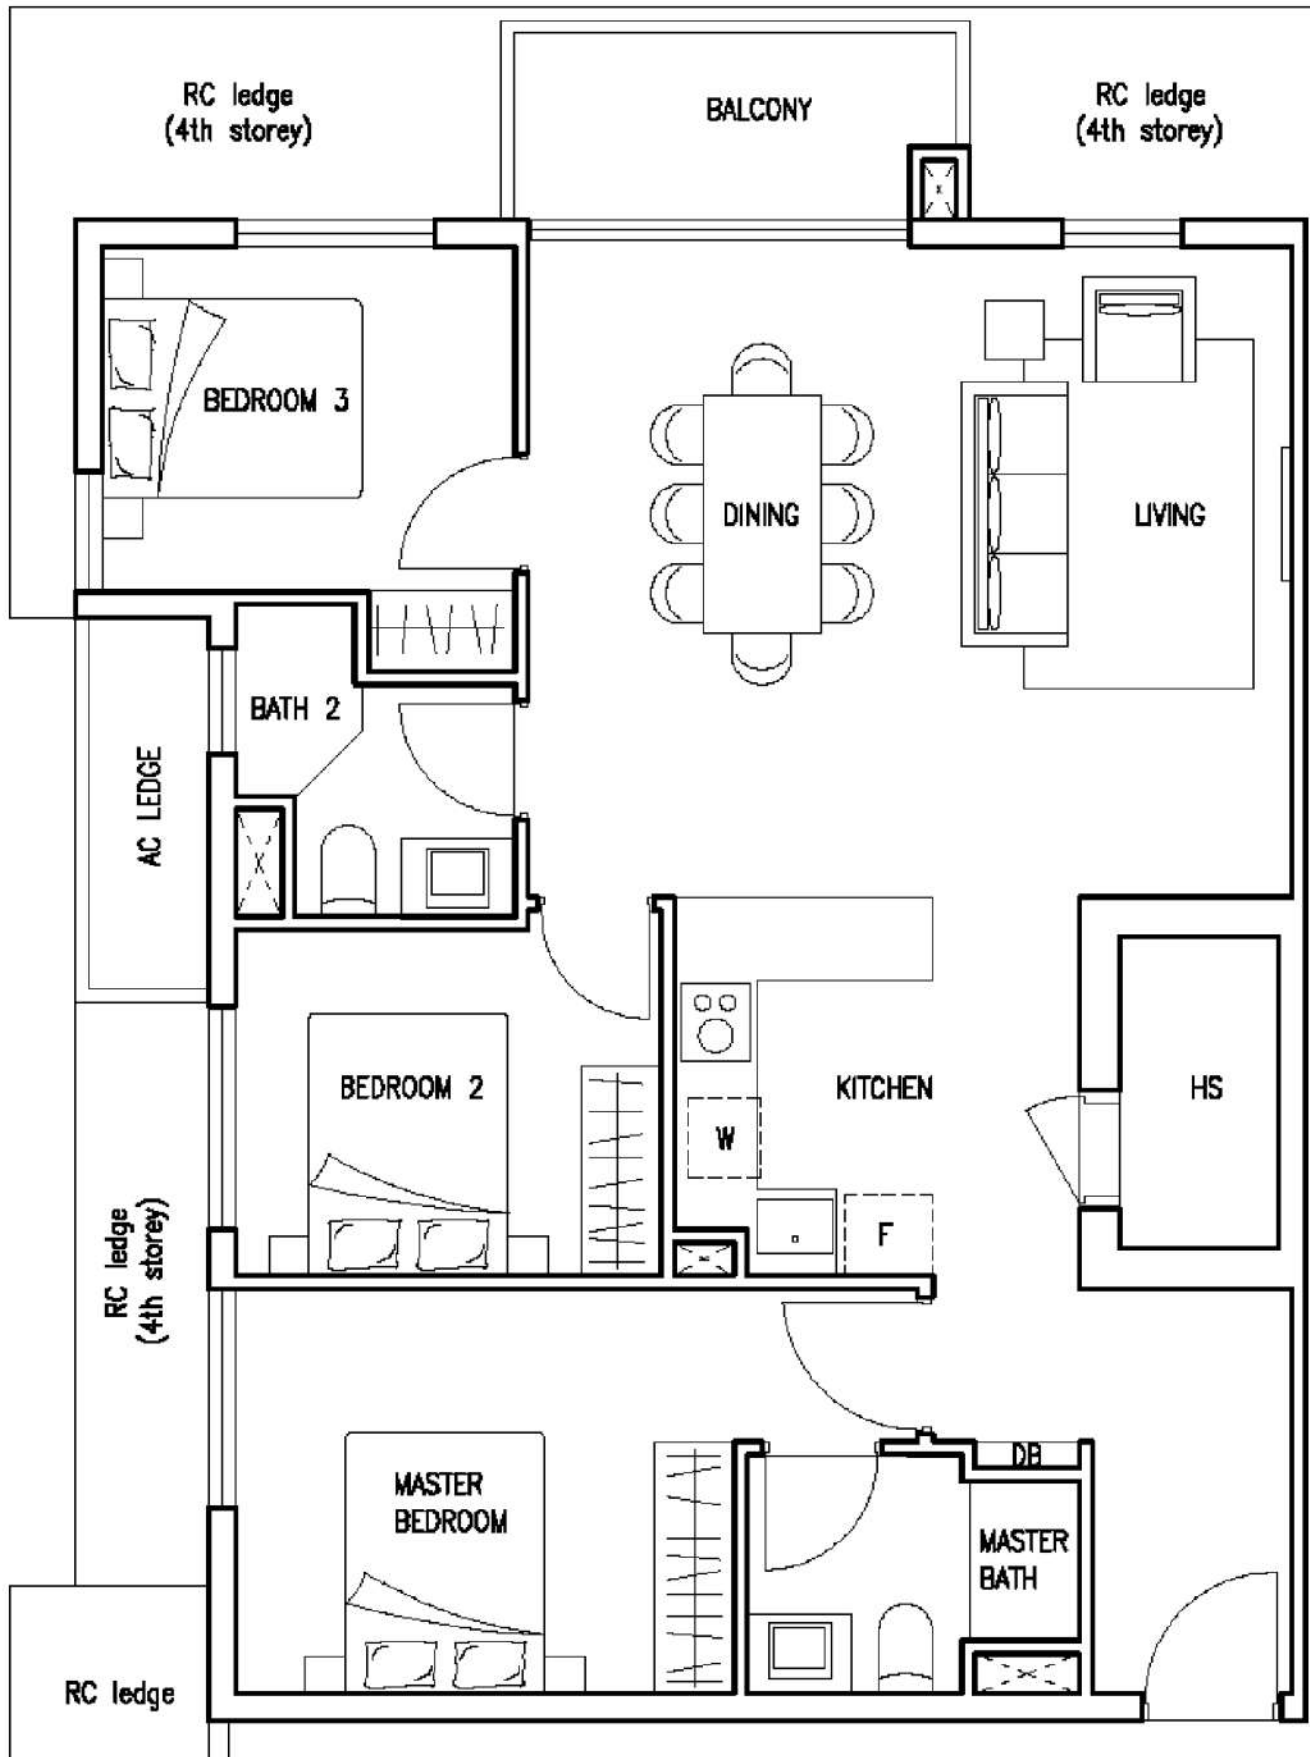 RC ledge
(4th storey)
BALCONY
RC ledge
(4th storey)
BEDROOM 3
DINING
LIVING
BATH 2
AC LEDGE
BEDROOM 2
KITCHEN
HS
W
F
RC ledge
(4th storey)
MASTER
BEDROOM
DB
MASTER
BATH
RC ledge